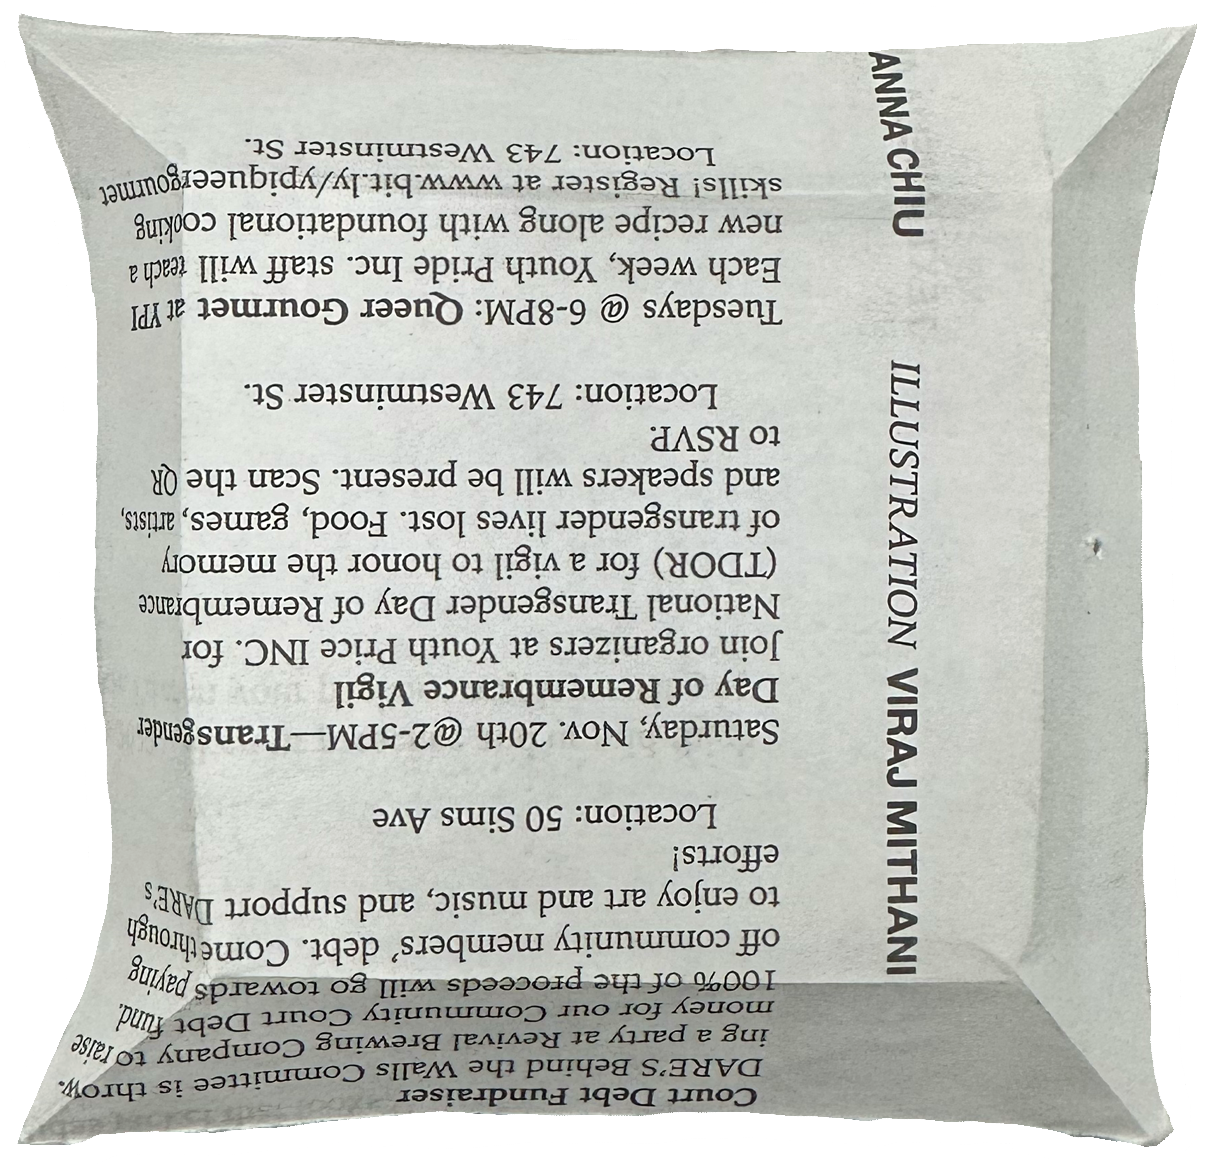 Court Debt Fundraiser
DARE'S Behind the Walls Committee is throw-
ing a party at Revival Brewing Company to raise
money for our Community Court Debt fund.
100% of the proceeds will go towards paying
off community members' debt. Come through
to enjoy art and music, and support DARE's
efforts!
Location: 50 Sims Ave
Saturday, Nov. 20th @2-5PM—Transgender
Day of Remembrance Vigil
Join organizers at Youth Price INC. for
National Transgender Day of Remembrance
(TDOR) for a vigil to honor the memory
of transgender lives lost. Food, games, artists,
and speakers will be present. Scan the QR
to RSVP.
Location: 743 Westminster St.
Tuesdays @ 6-8PM: Queer Gourmet at YPI
Each week, Youth Pride Inc. staff will teach a
new recipe along with foundational cooking
skills! Register at www.bit.ly/ypiqueergourmet
Location: 743 Westminster St.
ANNA CHIU
ILLUSTRATION VIRAJ MITHANI